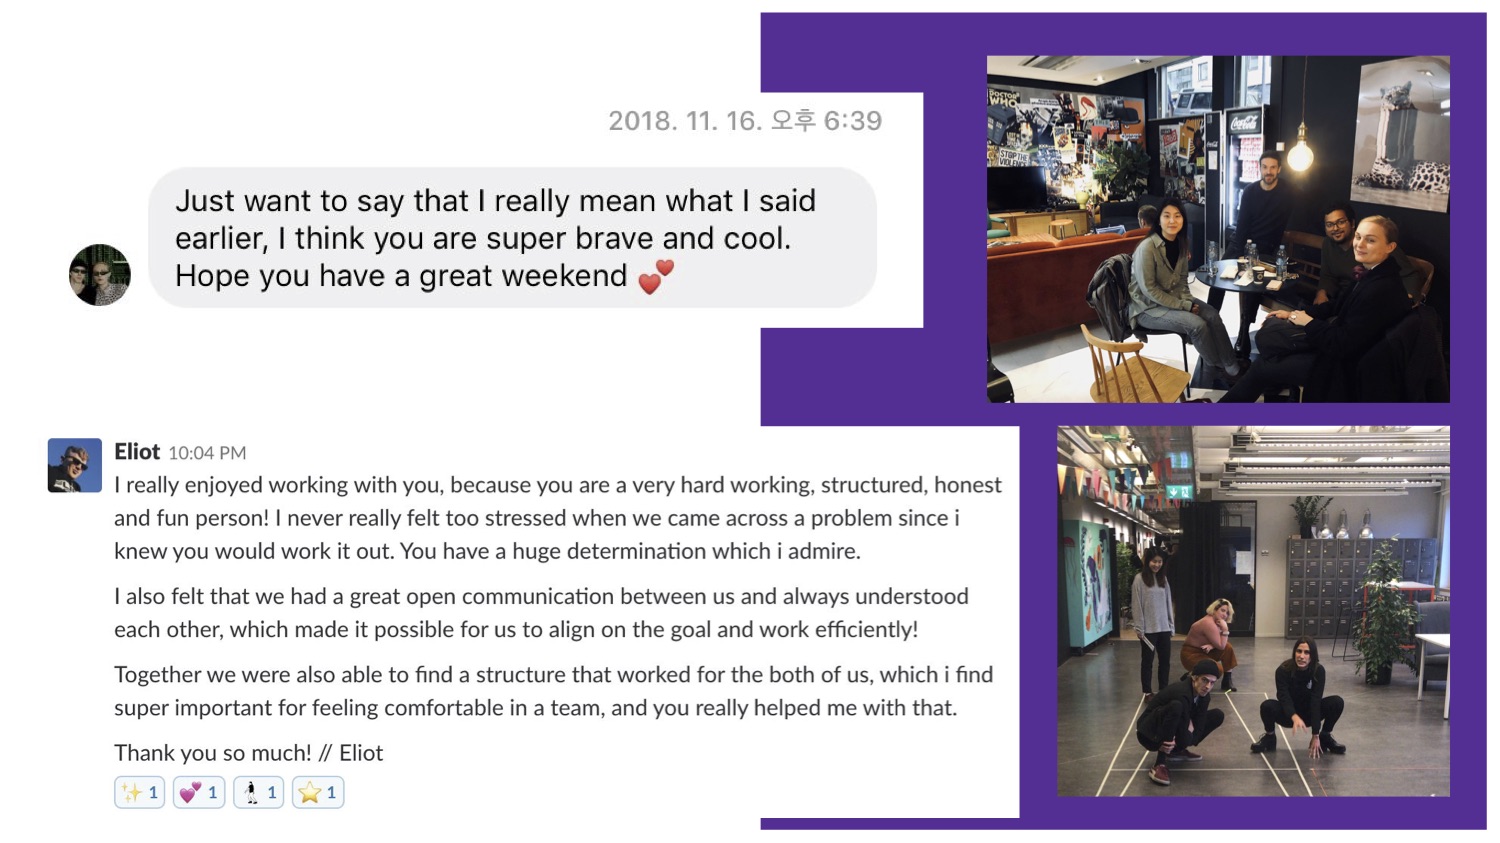 2018. 11. 16. 오후 6:39
Just want to say that I really mean what I said
earlier, I think you are super brave and cool.
Hope you have a great weekend 💕
Eliot 10:04 PM
I really enjoyed working with you, because you are a very hard working, structured, honest
and fun person! I never really felt too stressed when we came across a problem since i
knew you would work it out. You have a huge determination which i admire.
I also felt that we had a great open communication between us and always understood
each other, which made it possible for us to align on the goal and work efficiently!
Together we were also able to find a structure that worked for the both of us, which i find
super important for feeling comfortable in a team, and you really helped me with that.
Thank you so much! // Eliot
✨ 1 💕 1 1 ⭐ 1
DOCTOR
WHO
STOP THE
VIOLENCE
Coca-Cola